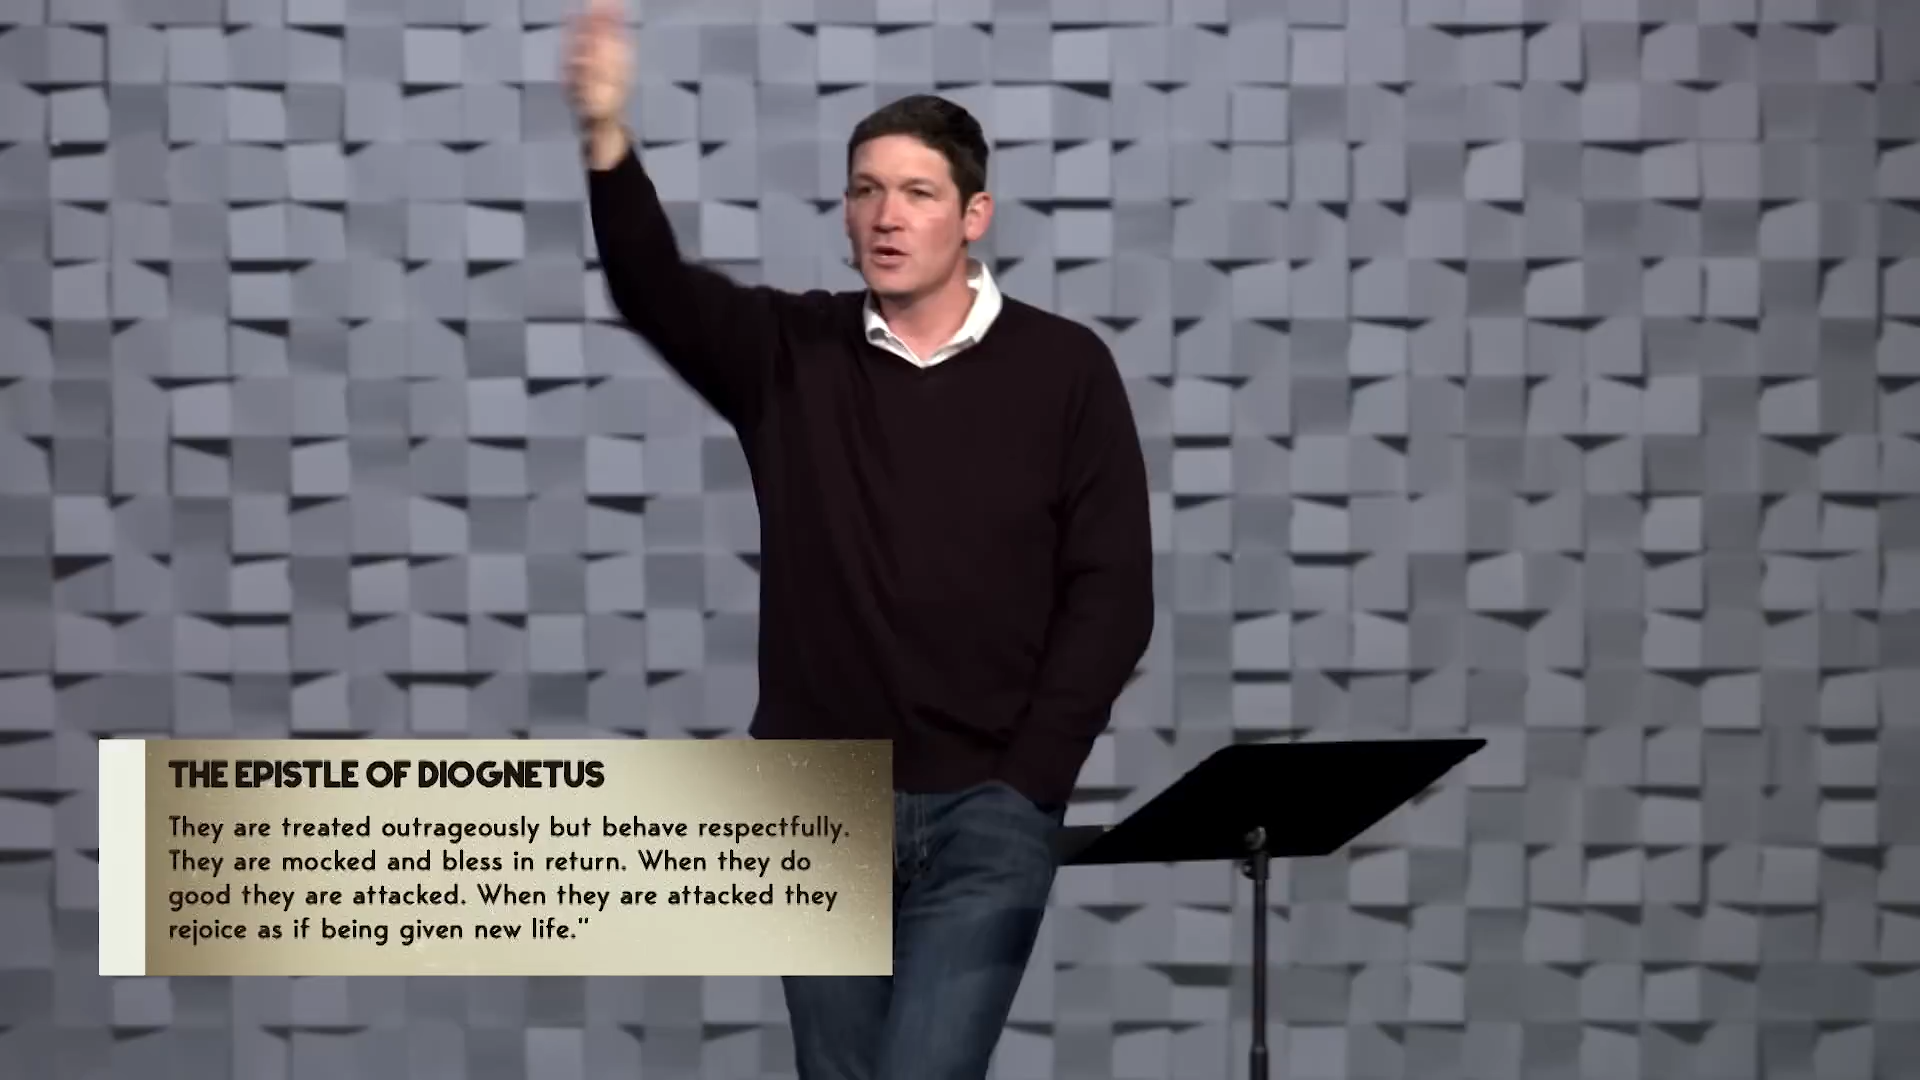 THE EPISTLE OF DIOGNETUS
They are treated outrageously but behave respectfully.
They are mocked and bless in return. When they do
good they are attacked. When they are attacked they
rejoice as if being given new life."